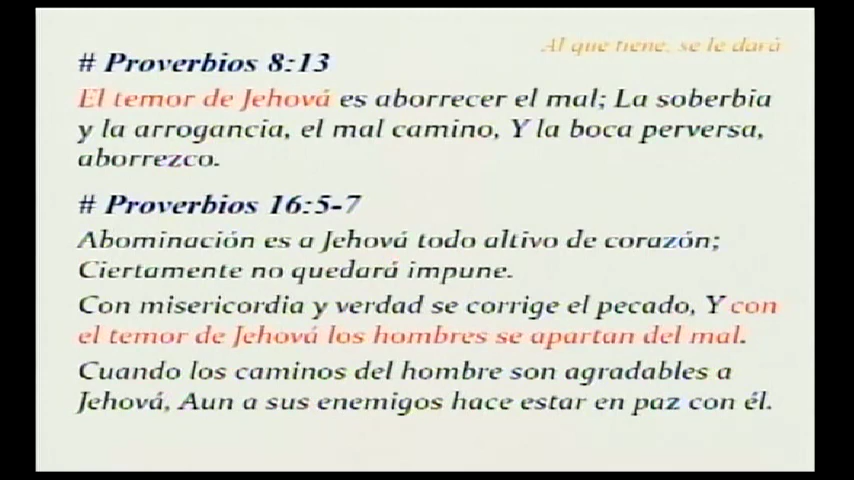 Al que tiene, se le dará
# Proverbios 8:13
El temor de Jehová es aborrecer el mal; La soberbia
y la arrogancia, el mal camino, Y la boca perversa,
aborrezco.
# Proverbios 16:5-7
Abominación es a Jehová todo altivo de corazón;
Ciertamente no quedará impune.
Con misericordia y verdad se corrige el pecado, Y con
el temor de Jehová los hombres se apartan del mal.
Cuando los caminos del hombre son agradables a
Jehová, Aun a sus enemigos hace estar en paz con él.